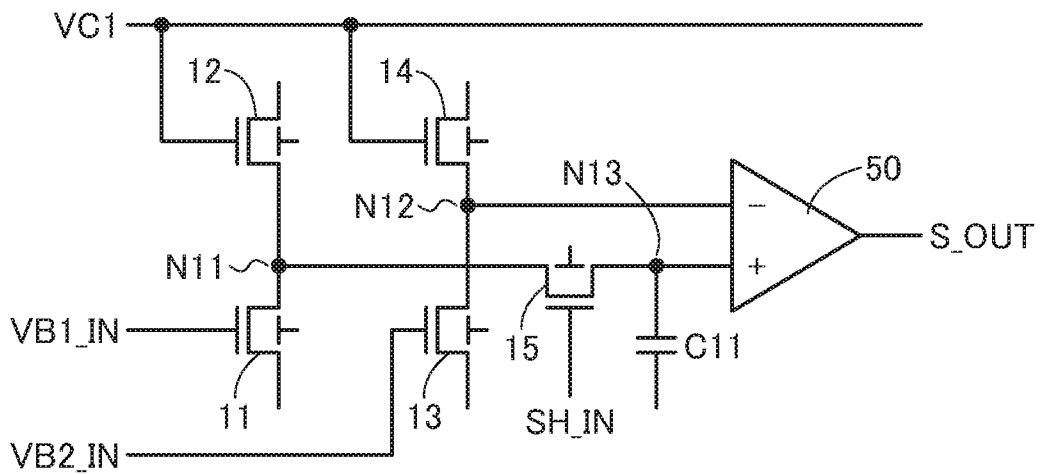 VC1
12
14
50
N13
N12
−
S_OUT
N11
+
VB1_IN
15
C11
11
13
SH_IN
VB2_IN